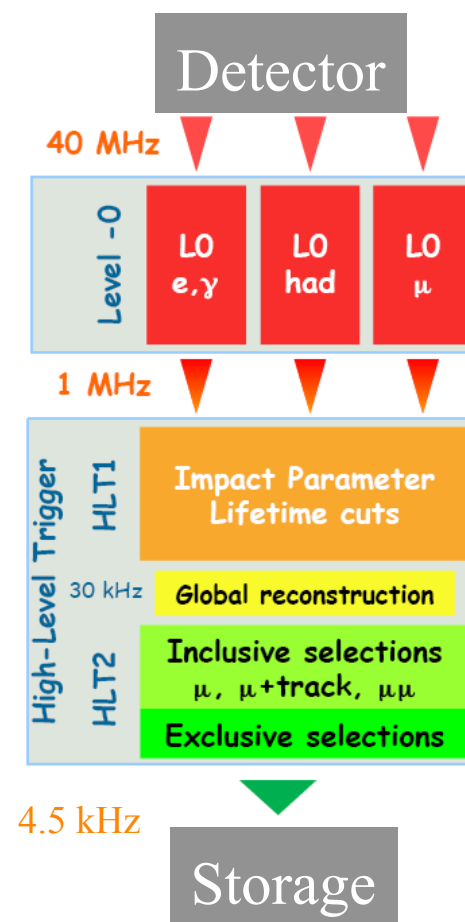 Detector
40 MHz
Level -0
L0
e,γ
L0
had
L0
μ
1 MHz
High-Level Trigger
HLT1
Impact Parameter
Lifetime cuts
30 kHz
Global reconstruction
HLT2
Inclusive selections
μ, μ+track, μμ
Exclusive selections
4.5 kHz
Storage